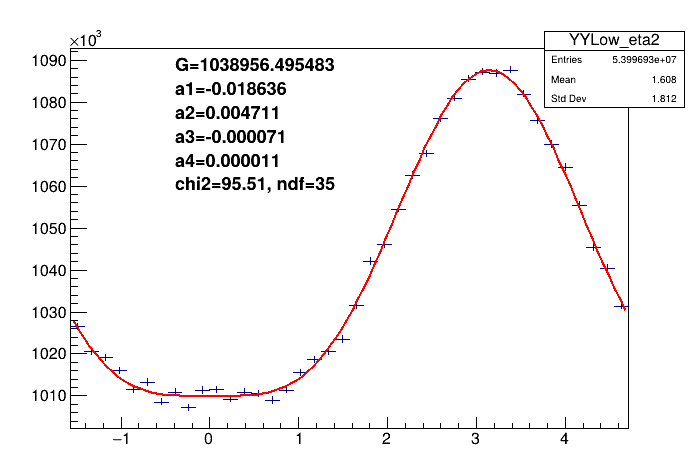 ×10³
YYLow_eta2
Entries 5.399693e+07
Mean 1.608
Std Dev 1.812
G=1038956.495483
a1=-0.018636
a2=0.004711
a3=-0.000071
a4=0.000011
chi2=95.51, ndf=35
1090
1080
1070
1060
1050
1040
1030
1020
1010
−1 0 1 2 3 4